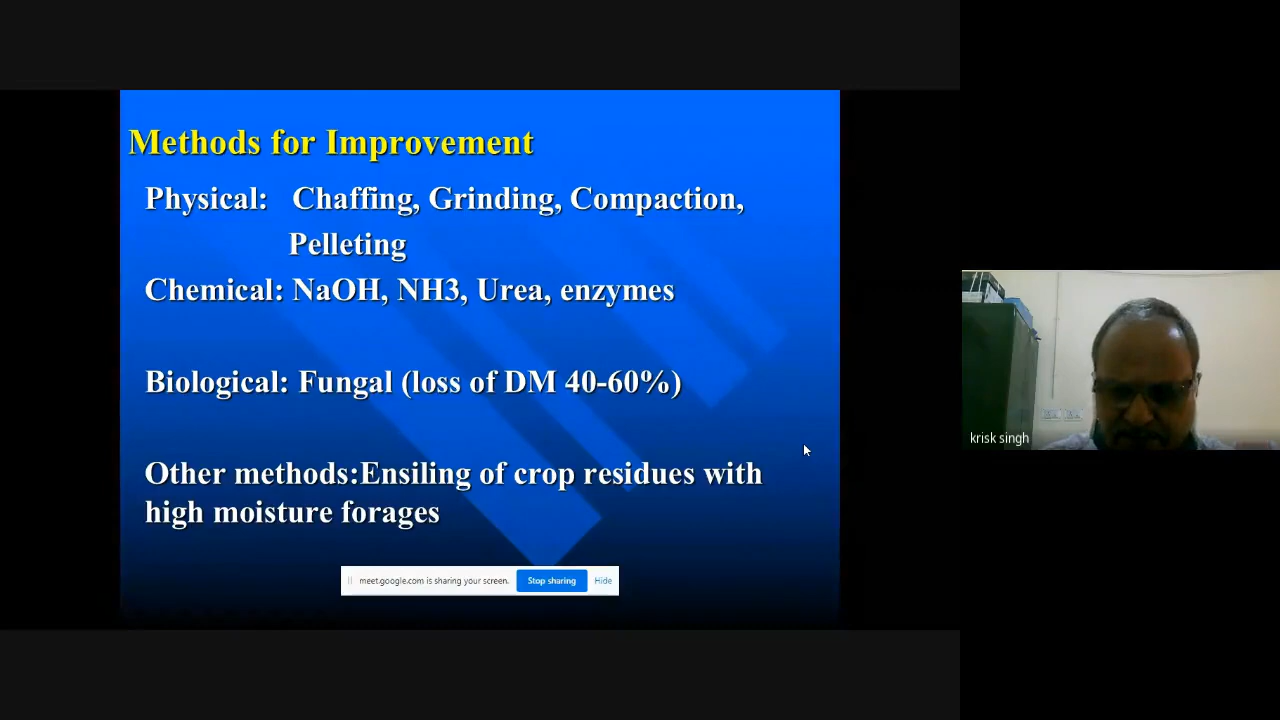 Methods for Improvement
Physical: Chaffing, Grinding, Compaction,
Pelleting
Chemical: NaOH, NH3, Urea, enzymes
Biological: Fungal (loss of DM 40-60%)
Other methods:Ensiling of crop residues with
high moisture forages
meet.google.com is sharing your screen. Stop sharing Hide
krisk singh